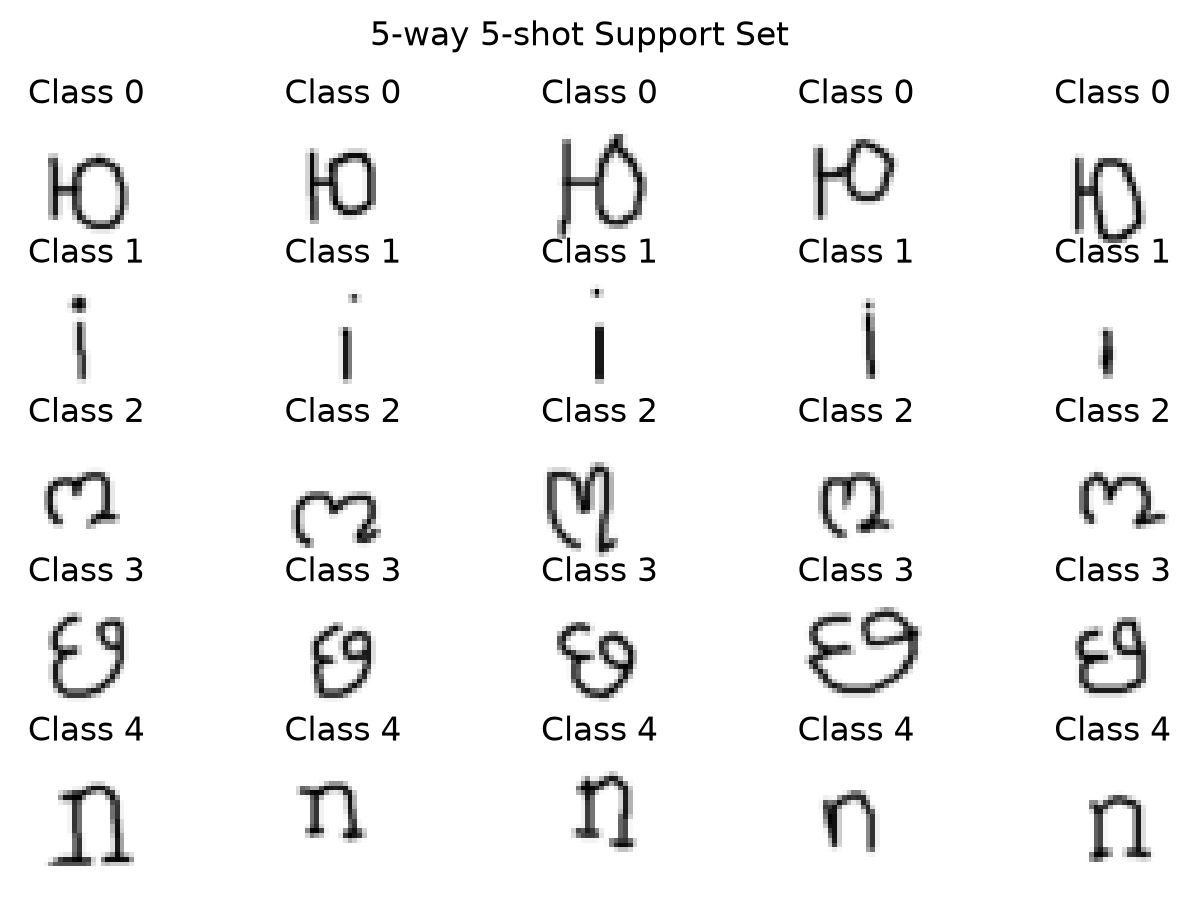 5-way 5-shot Support Set
Class 0 Class 0 Class 0 Class 0 Class 0
Ю Ю Ю Ю Ю
Class 1 Class 1 Class 1 Class 1 Class 1
i i i i
Class 2 Class 2 Class 2 Class 2 Class 2
Class 3 Class 3 Class 3 Class 3 Class 3
Class 4 Class 4 Class 4 Class 4 Class 4
n n n n n